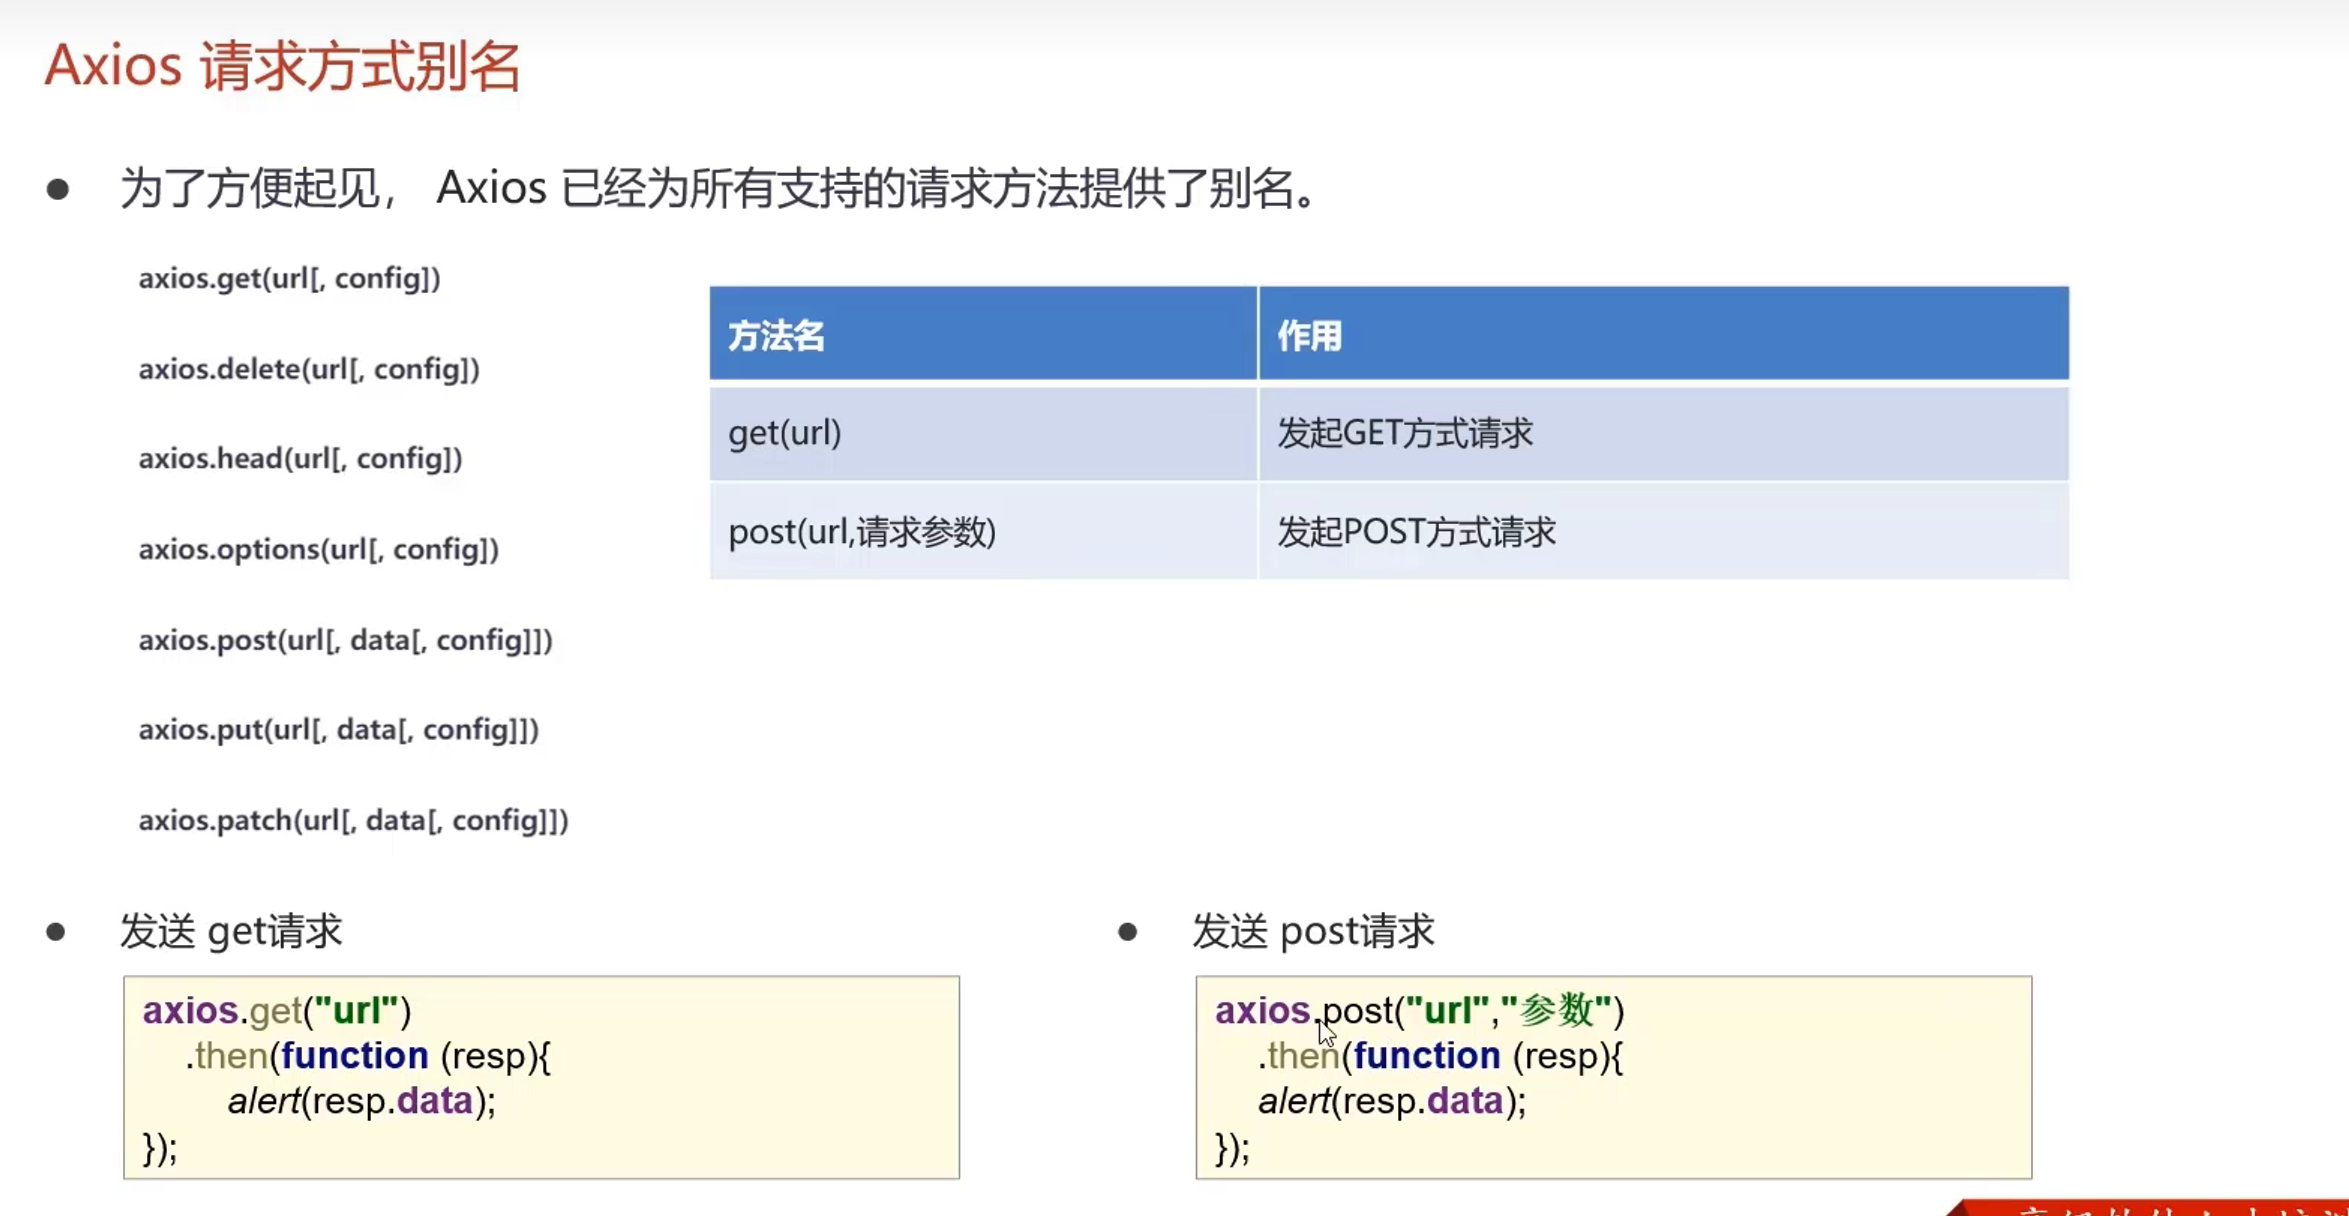 Axios 请求方式别名
为了方便起见， Axios 已经为所有支持的请求方法提供了别名。
axios.get(url[, config])
axios.delete(url[, config])
axios.head(url[, config])
axios.options(url[, config])
axios.post(url[, data[, config]])
axios.put(url[, data[, config]])
axios.patch(url[, data[, config]])
方法名 作用
get(url) 发起GET方式请求
post(url,请求参数) 发起POST方式请求
发送 get请求
axios.get("url")
.then(function (resp){
alert(resp.data);
});
发送 post请求
axios.post("url","参数")
.then(function (resp){
alert(resp.data);
});